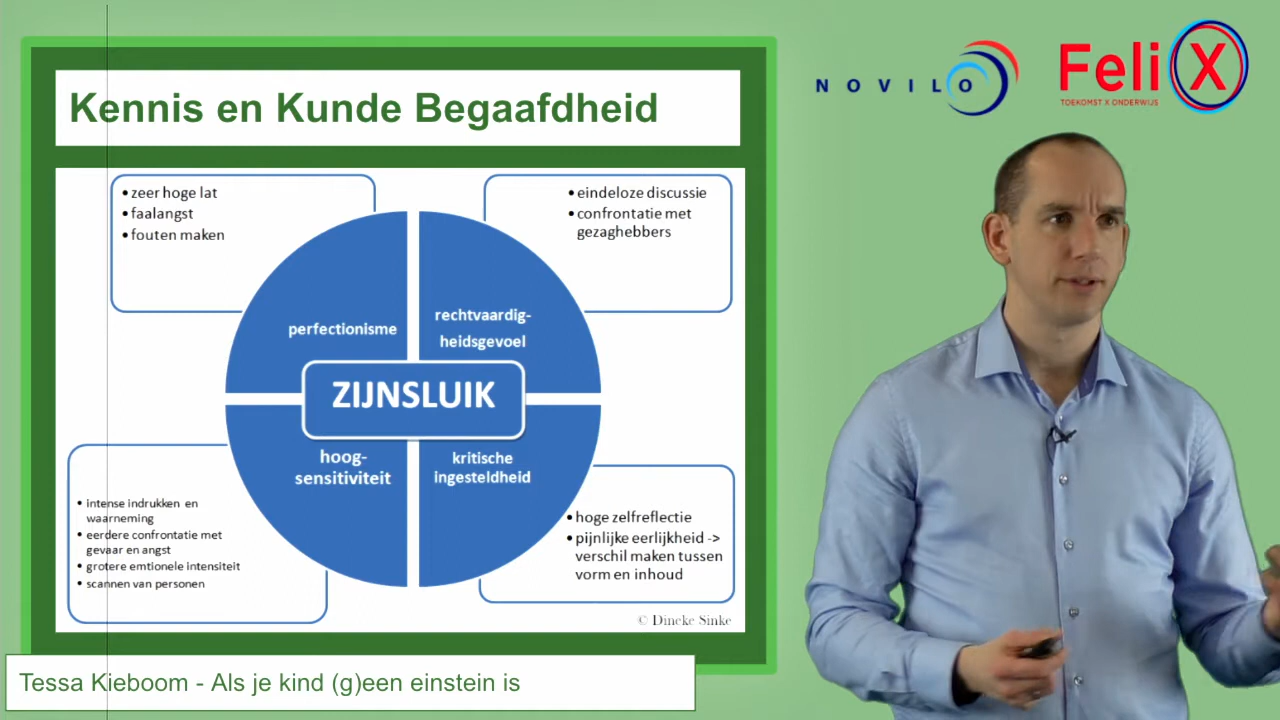 NOVILO
FeliX
TOEKOMST X ONDERWIJS
Kennis en Kunde Begaafdheid
• zeer hoge lat
• faalangst
• fouten maken
• eindeloze discussie
• confrontatie met
gezaghebbers
perfectionisme
rechtvaardig-
heidsgevoel
ZIJNSLUIK
hoog-
sensitiviteit
kritische
ingesteldheid
• intense indrukken en
waarneming
• eerdere confrontatie met
gevaar en angst
• grotere emtionele intensiteit
• scannen van personen
• hoge zelfreflectie
• pijnlijke eerlijkheid ->
verschil maken tussen
vorm en inhoud
© Dineke Sinke
Tessa Kieboom - Als je kind (g)een einstein is